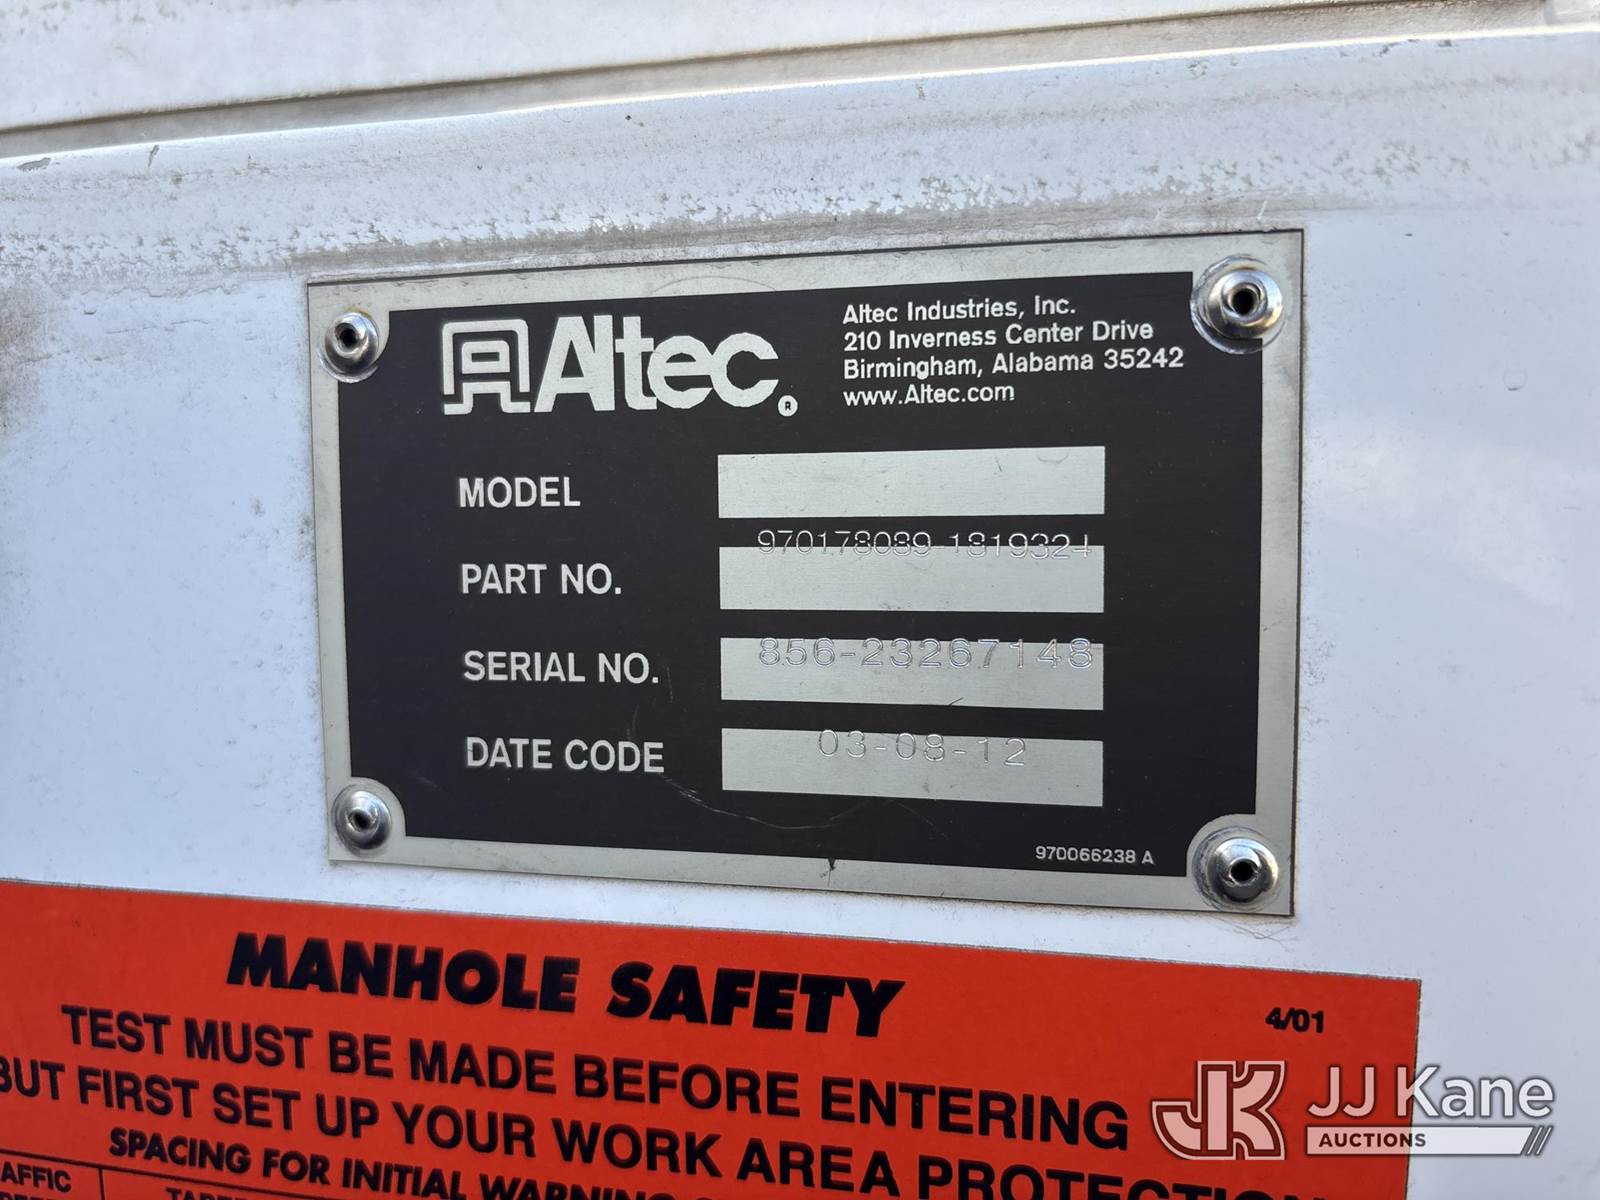 Altec®
Altec Industries, Inc.
210 Inverness Center Drive
Birmingham, Alabama 35242
www.Altec.com
MODEL
PART NO. 970178089-1819324
SERIAL NO. 856-23267148
DATE CODE 03-08-12
970066238 A
MANHOLE SAFETY
4/01
TEST MUST BE MADE BEFORE ENTERING
BUT FIRST SET UP YOUR WORK AREA PROTECTION
SPACING FOR INITIAL WARNING
JK JJ Kane
AUCTIONS